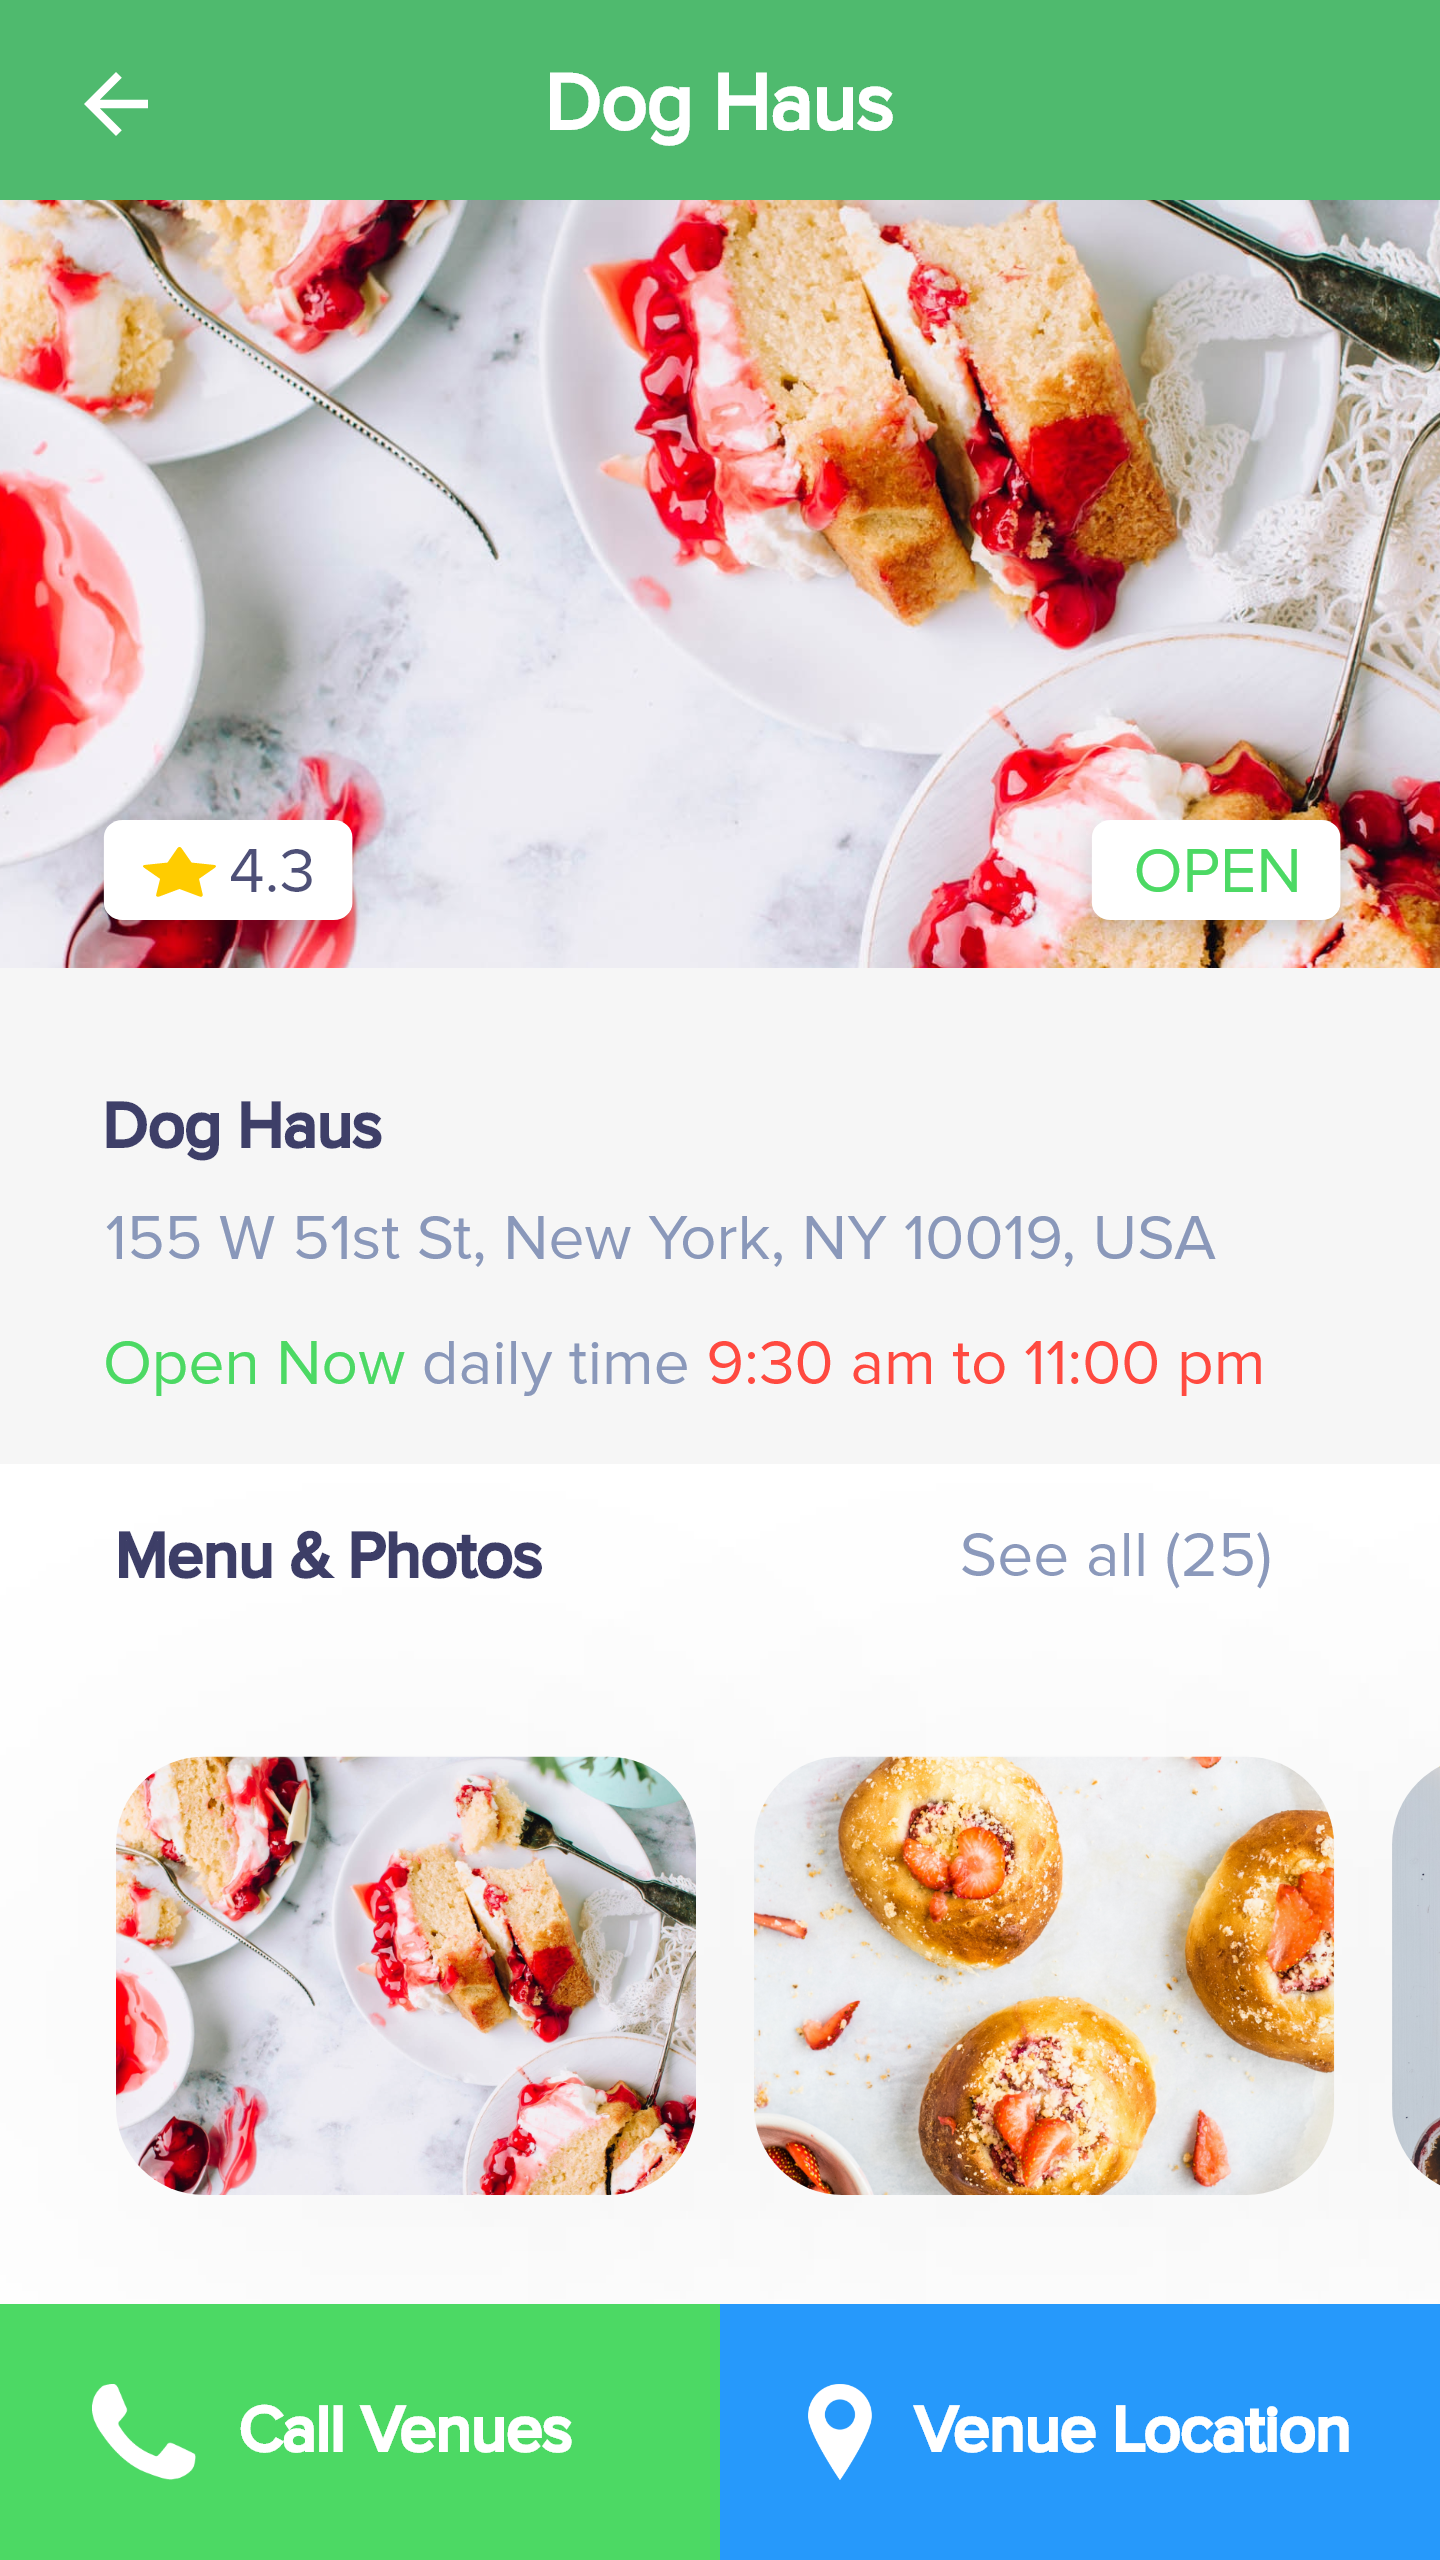 Dog Haus
4.3
OPEN
Dog Haus
155 W 51st St, New York, NY 10019, USA
Open Now daily time 9:30 am to 11:00 pm
Menu & Photos
See all (25)
Call Venues
Venue Location